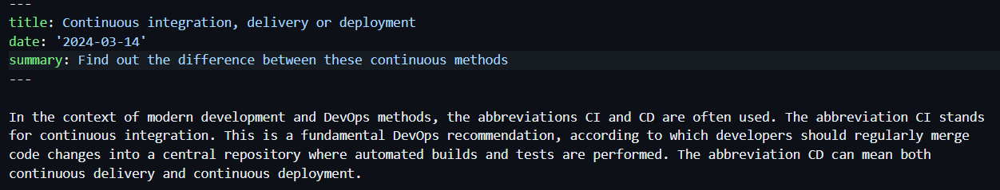 ---
title: Continuous integration, delivery or deployment
date: '2024-03-14'
summary: Find out the difference between these continuous methods
---
In the context of modern development and DevOps methods, the abbreviations CI and CD are often used. The abbreviation CI stands
for continuous integration. This is a fundamental DevOps recommendation, according to which developers should regularly merge
code changes into a central repository where automated builds and tests are performed. The abbreviation CD can mean both
continuous delivery and continuous deployment.